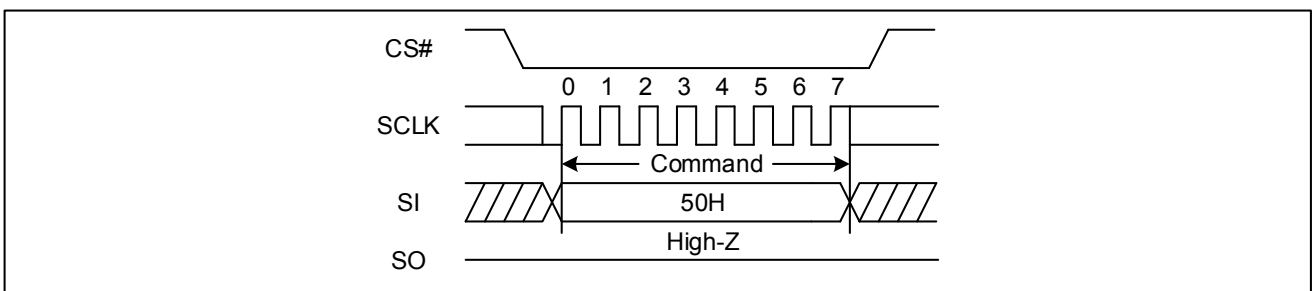 CS#
0 1 2 3 4 5 6 7
SCLK
Command
SI
50H
High-Z
SO